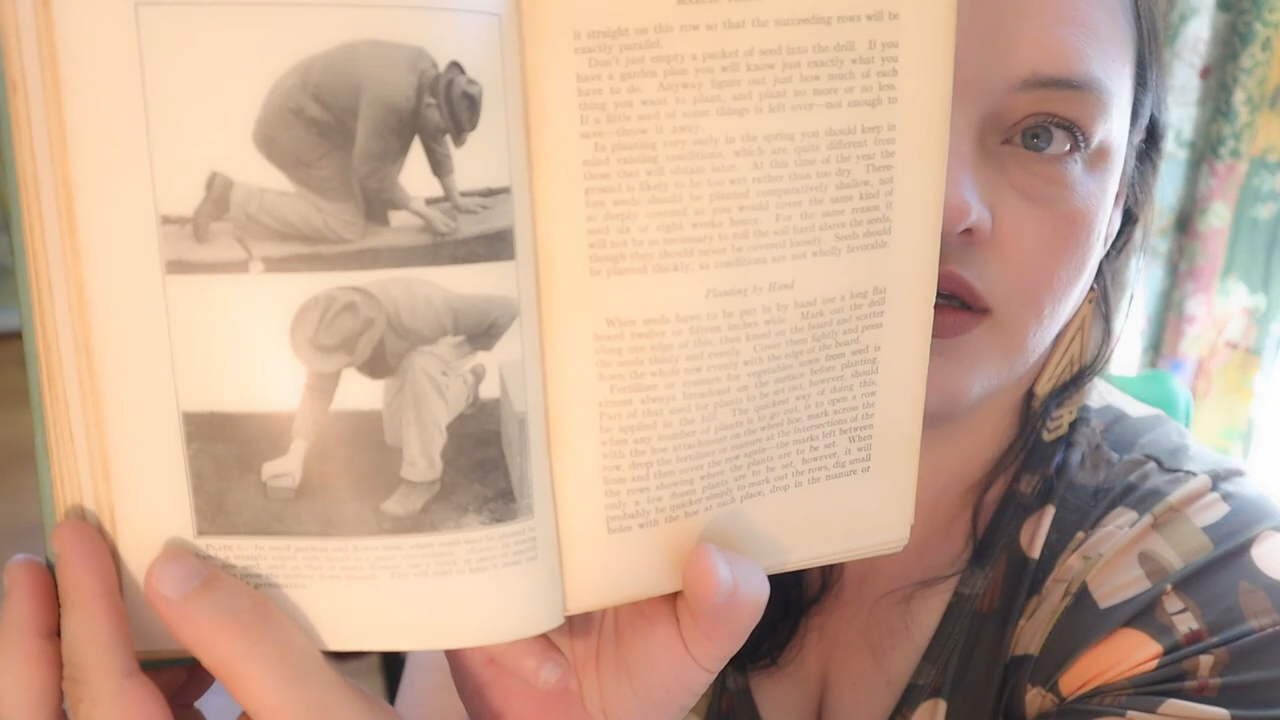 PLATE
it straight on this row so that the succeeding rows will be
exactly parallel.
Don't just empty a packet of seed into the drill. If you
have a garden plan you will know just exactly what you
have to do. Anyway figure out just how much of each
thing you want to plant, and plant no more or no less.
If a little seed of some things is left over—not enough to
save—throw it away.
In planting very early in the spring you should keep in
mind existing conditions, which are quite different from
those that will obtain later. At this time of the year the
ground is likely to be too wet rather than too dry. There-
fore seeds should be planted comparatively shallow, not
so deeply covered as you would cover the same kind of
seed six or eight weeks hence. For the same reason it
will not be so necessary to roll the soil hard above the seeds,
though they should never be covered loosely. Seeds should
be planted thickly, as conditions are not wholly favorable.
Planting by Hand
When seeds have to be put in by hand use a long flat
board twelve or fifteen inches wide. Mark out the drill
along one edge of this, then kneel on the board and scatter
the seeds thinly and evenly. Cover them lightly and press
down the whole row evenly with the edge of the board.
Fertilizer or manure for vegetables sown from seed is
almost always broadcast on the surface before planting.
Part of that used for plants to be set out, however, should
be applied in the hill. The quickest way of doing this,
when any number of plants is to go out, is to open a row
with the hoe attachment on the wheel hoe, mark across the
row, drop the fertilizer or manure at the intersections of the
lines and then cover the row again—the marks left between
the rows showing where the plants are to be set. When
only a few dozen plants are to be set, however, it will
probably be quicker simply to mark out the rows, dig small
holes with the hoe at each place, drop in the manure or